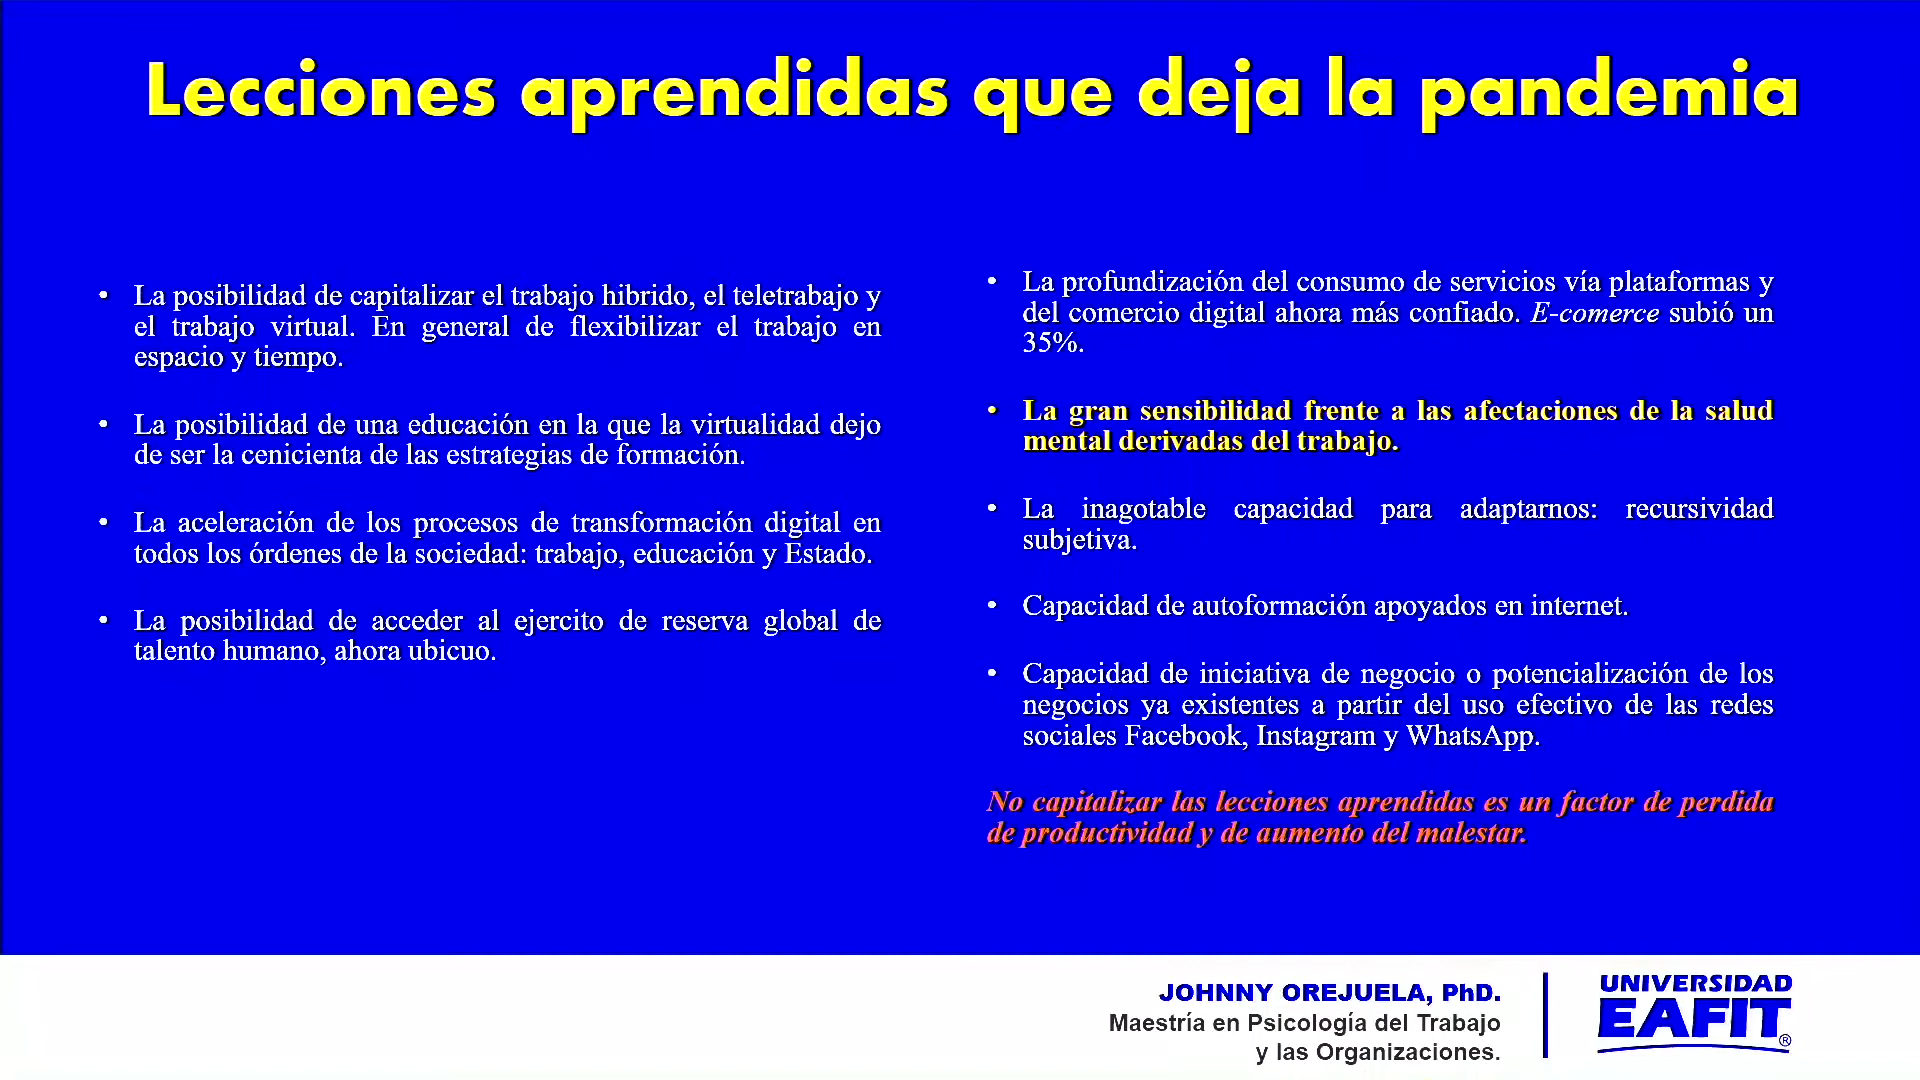 Lecciones aprendidas que deja la pandemia
• La posibilidad de capitalizar el trabajo hibrido, el teletrabajo y
el trabajo virtual. En general de flexibilizar el trabajo en
espacio y tiempo.
• La posibilidad de una educación en la que la virtualidad dejo
de ser la cenicienta de las estrategias de formación.
• La aceleración de los procesos de transformación digital en
todos los órdenes de la sociedad: trabajo, educación y Estado.
• La posibilidad de acceder al ejercito de reserva global de
talento humano, ahora ubicuo.
• La profundización del consumo de servicios vía plataformas y
del comercio digital ahora más confiado. E-comerce subió un
35%.
• La gran sensibilidad frente a las afectaciones de la salud
mental derivadas del trabajo.
• La inagotable capacidad para adaptarnos: recursividad
subjetiva.
• Capacidad de autoformación apoyados en internet.
• Capacidad de iniciativa de negocio o potencialización de los
negocios ya existentes a partir del uso efectivo de las redes
sociales Facebook, Instagram y WhatsApp.
No capitalizar las lecciones aprendidas es un factor de perdida
de productividad y de aumento del malestar.
JOHNNY OREJUELA, PhD.
Maestría en Psicología del Trabajo
y las Organizaciones.
UNIVERSIDAD
EAFIT®